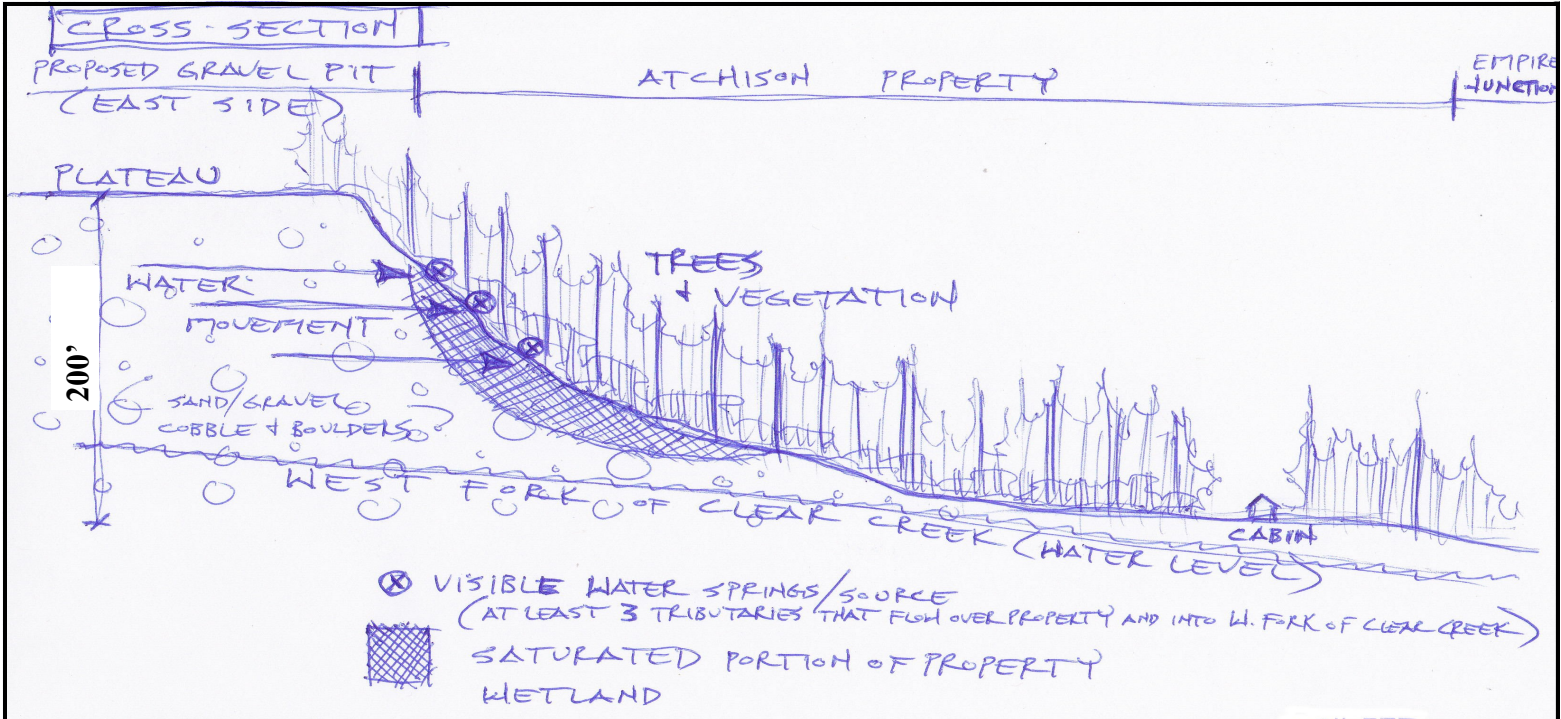 CROSS-SECTION
PROPOSED GRAVEL PIT
(EAST SIDE)
ATCHISON PROPERTY
EMPIRE
JUNCTION
PLATEAU
TREES
+ VEGETATION
WATER
MOVEMENT
200'
SAND/GRAVEL
COBBLE + BOULDERS
WEST FORK OF CLEAR CREEK (WATER LEVEL)
CABIN
VISIBLE WATER SPRINGS/SOURCE
(AT LEAST 3 TRIBUTARIES THAT FLOW OVER PROPERTY AND INTO W. FORK OF CLEAR CREEK)
SATURATED PORTION OF PROPERTY
WETLAND